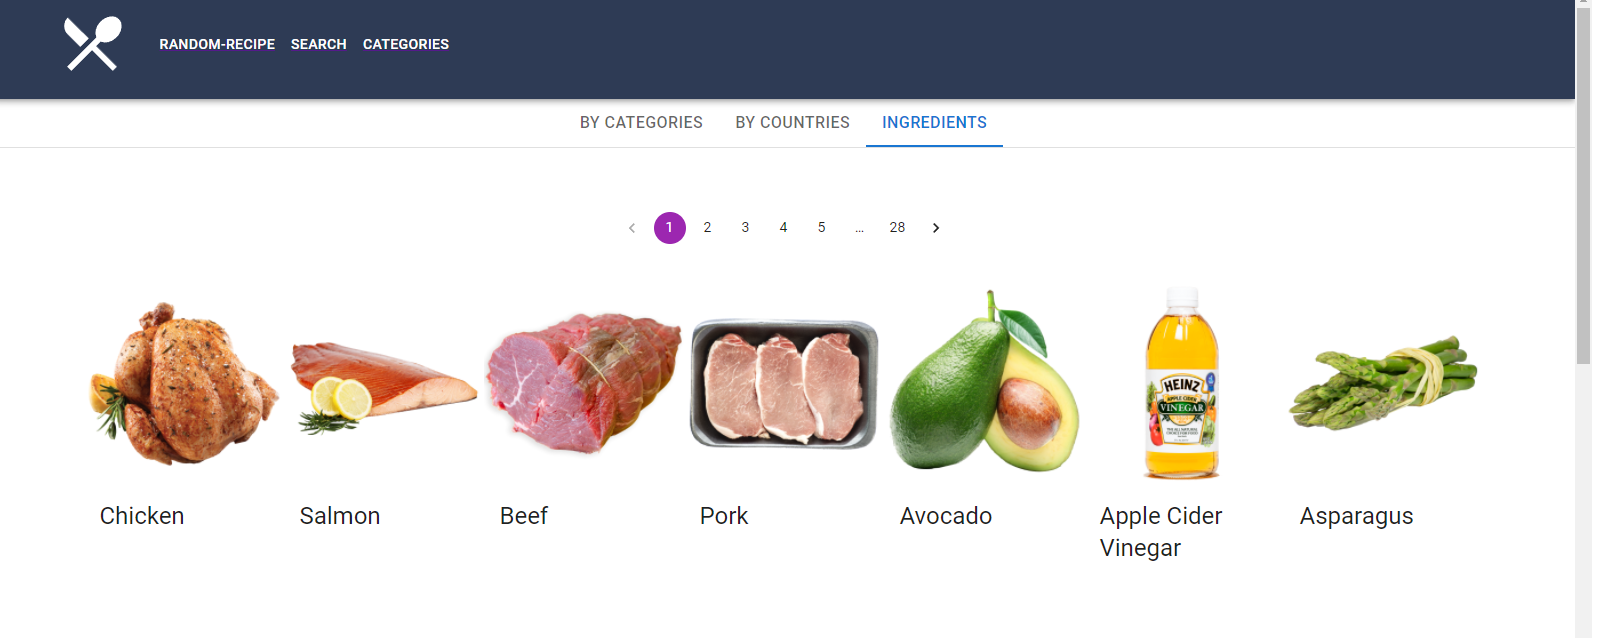 RANDOM-RECIPE SEARCH CATEGORIES
BY CATEGORIES BY COUNTRIES INGREDIENTS
1 2 3 4 5 ... 28
HEINZ
APPLE CIDER
VINEGAR
Chicken
Salmon
Beef
Pork
Avocado
Apple Cider
Vinegar
Asparagus